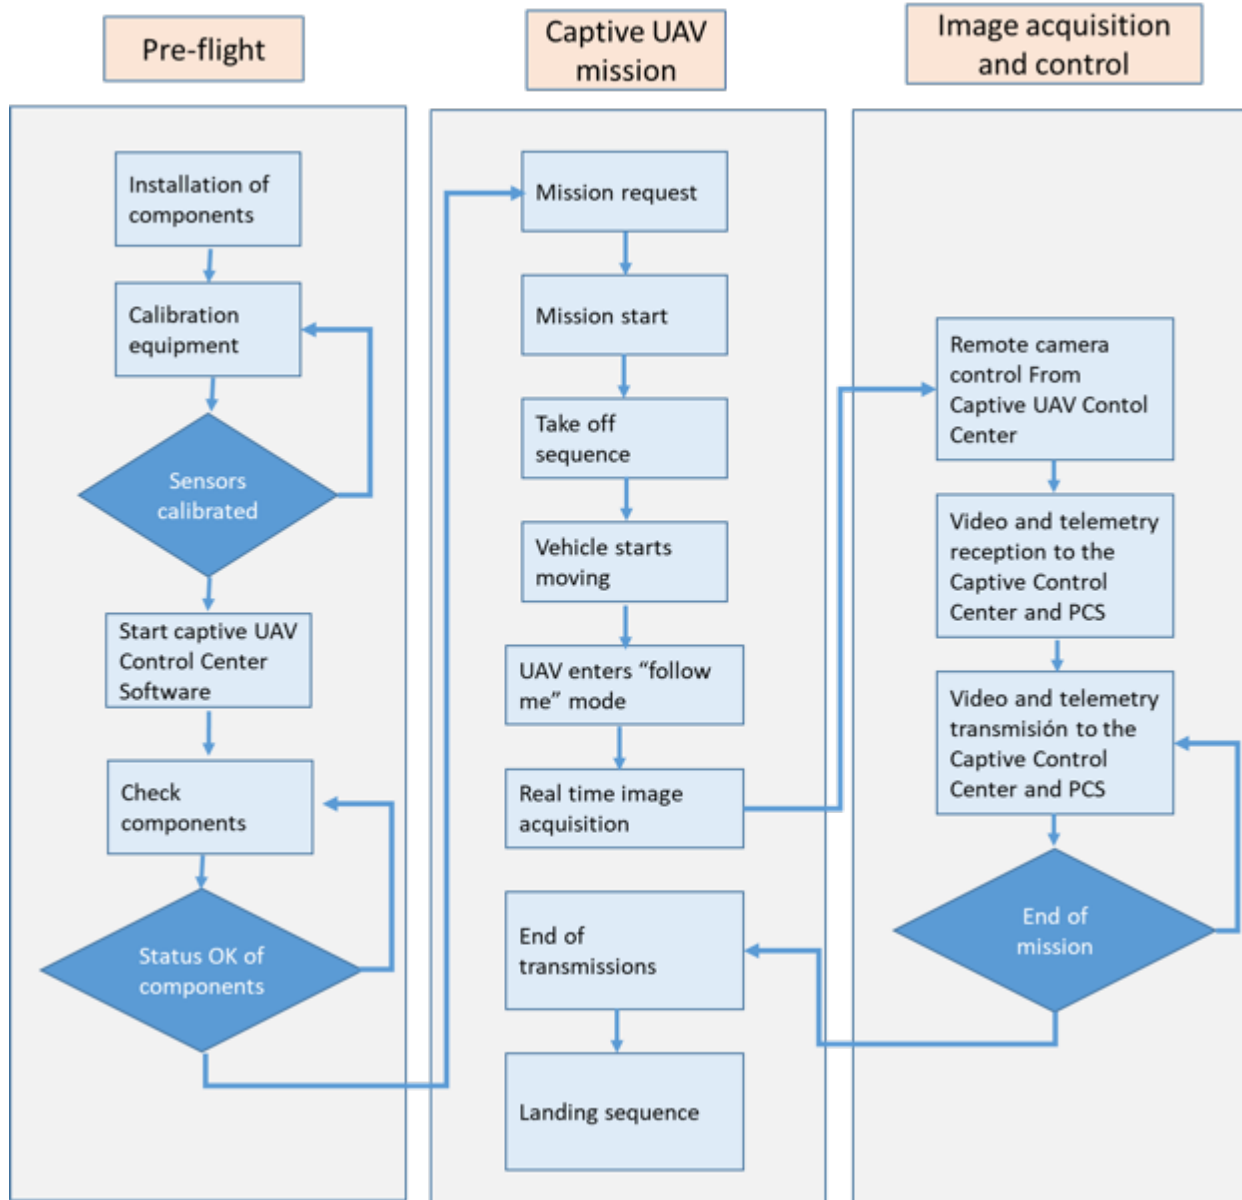 Pre-flight
Installation of
components
Calibration
equipment
Sensors
calibrated
Start captive UAV
Control Center
Software
Check
components
Status OK of
components
Captive UAV
mission
Mission request
Mission start
Take off
sequence
Vehicle starts
moving
UAV enters “follow
me” mode
Real time image
acquisition
End of
transmissions
Landing sequence
Image acquisition
and control
Remote camera
control From
Captive UAV Contol
Center
Video and telemetry
reception to the
Captive Control
Center and PCS
Video and telemetry
transmisión to the
Captive Control
Center and PCS
End of
mission